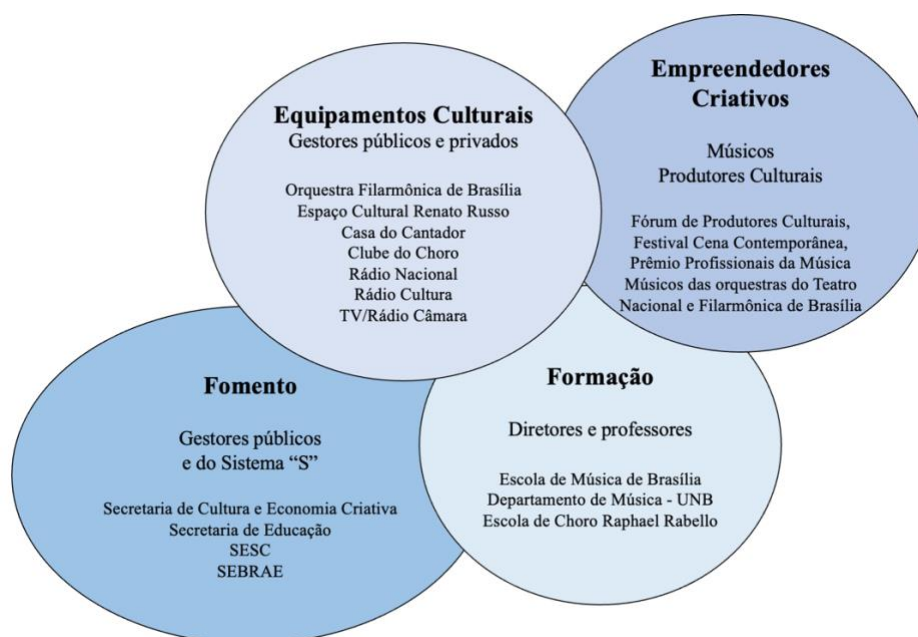 Equipamentos Culturais
Gestores públicos e privados
Orquestra Filarmônica de Brasília
Espaço Cultural Renato Russo
Casa do Cantador
Clube do Choro
Rádio Nacional
Rádio Cultura
TV/Rádio Câmara
Empreendedores
Criativos
Músicos
Produtores Culturais
Fórum de Produtores Culturais,
Festival Cena Contemporânea,
Prêmio Profissionais da Música
Músicos das orquestras do Teatro
Nacional e Filarmônica de Brasília
Fomento
Gestores públicos
e do Sistema “S”
Secretaria de Cultura e Economia Criativa
Secretaria de Educação
SESC
SEBRAE
Formação
Diretores e professores
Escola de Música de Brasília
Departamento de Música - UNB
Escola de Choro Raphael Rabello